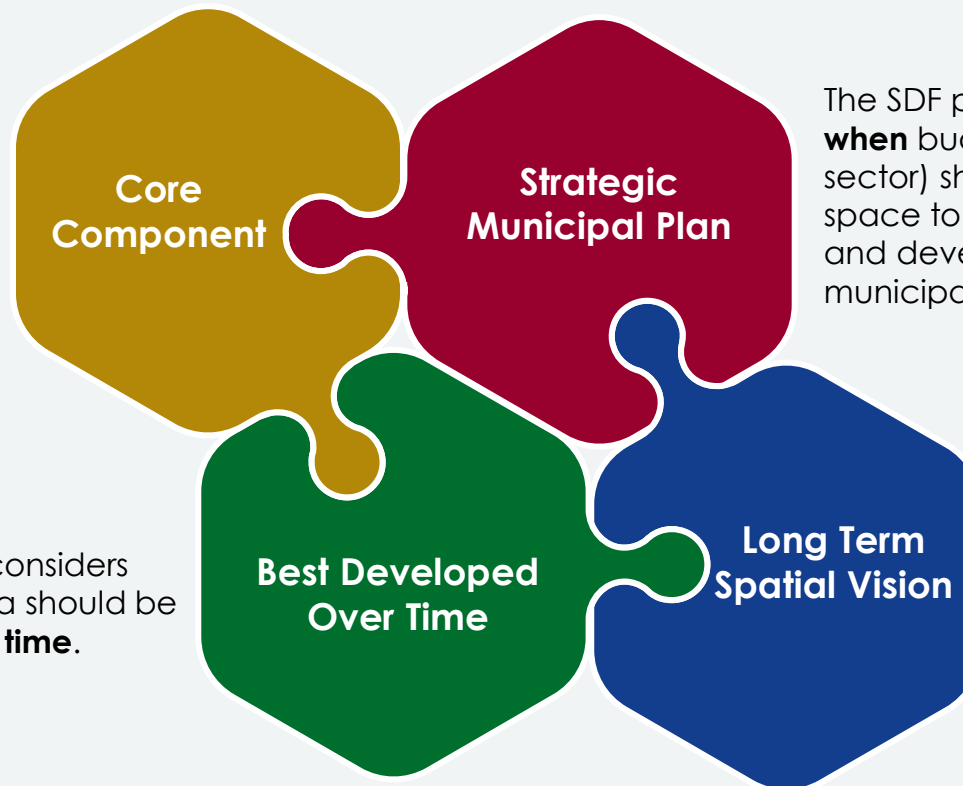 Core
Component
Strategic
Municipal Plan
The SDF p
when
sector) sh
space to
and deve
municipa
considers
a should be
time.
Best Developed
Over Time
Long Term
Spatial Vision